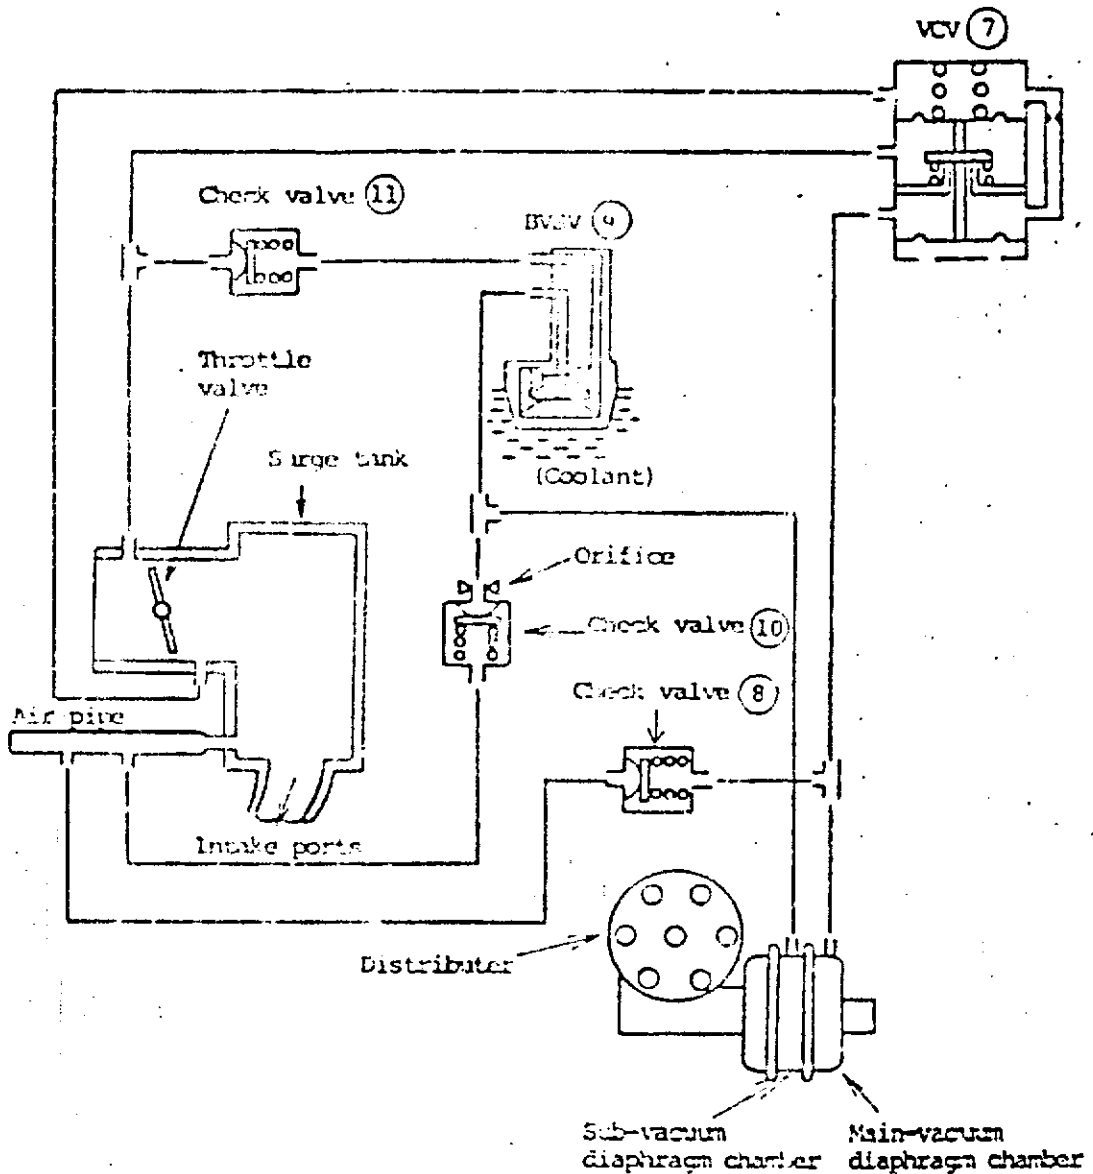 VCV 7
Check valve 11
BVSV 9
Throttle
valve
Surge tank
(Coolant)
Orifice
Check valve 10
Check valve 8
Air pipe
Intake ports
Distributer
Sub-vacuum
diaphragm chamber
Main-vacuum
diaphragm chamber